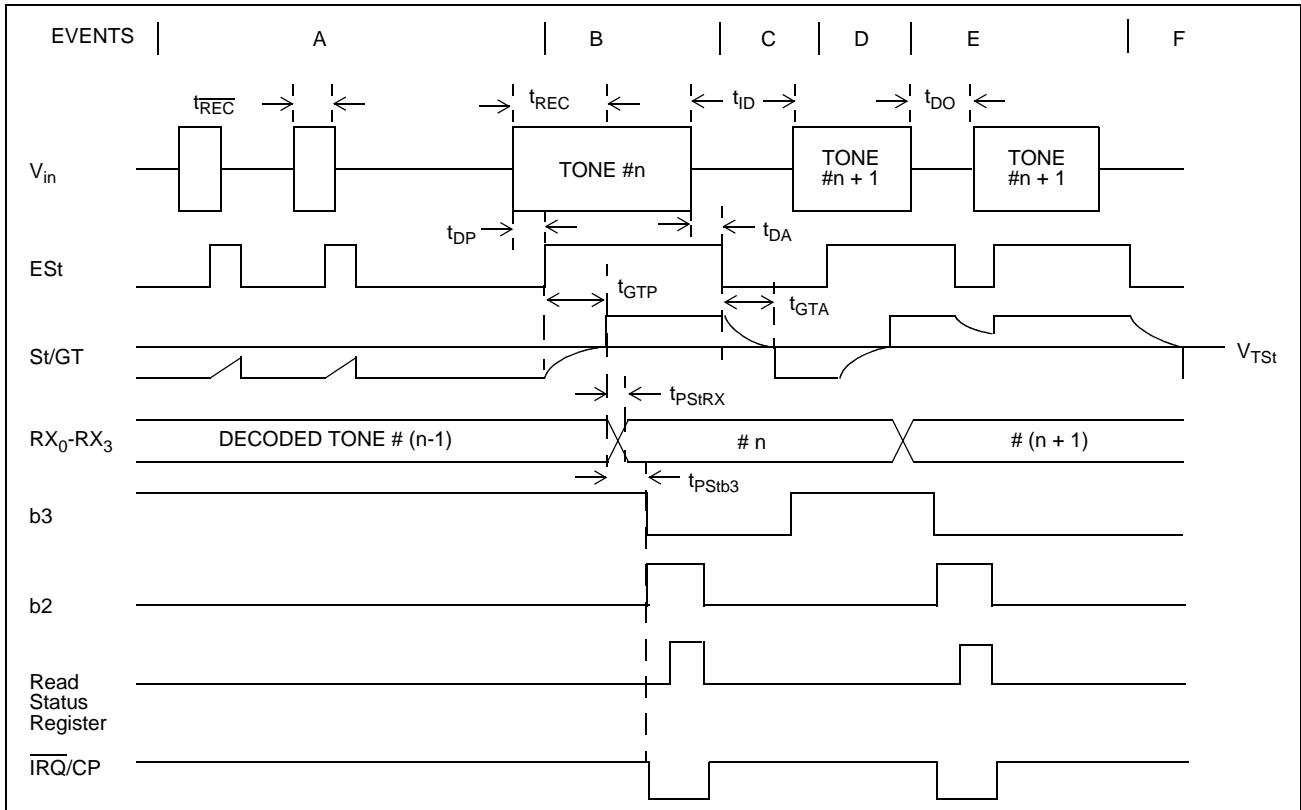 EVENTS A B C D E F
tREC tREC tID tDO
Vin TONE #n TONE #n + 1 TONE #n + 1
tDP tDA
ESt
tGTP tGTA
St/GT VTSt
tPStRX
RX0-RX3 DECODED TONE # (n-1) # n # (n + 1)
tPStb3
b3
b2
Read
Status
Register
IRQ/CP